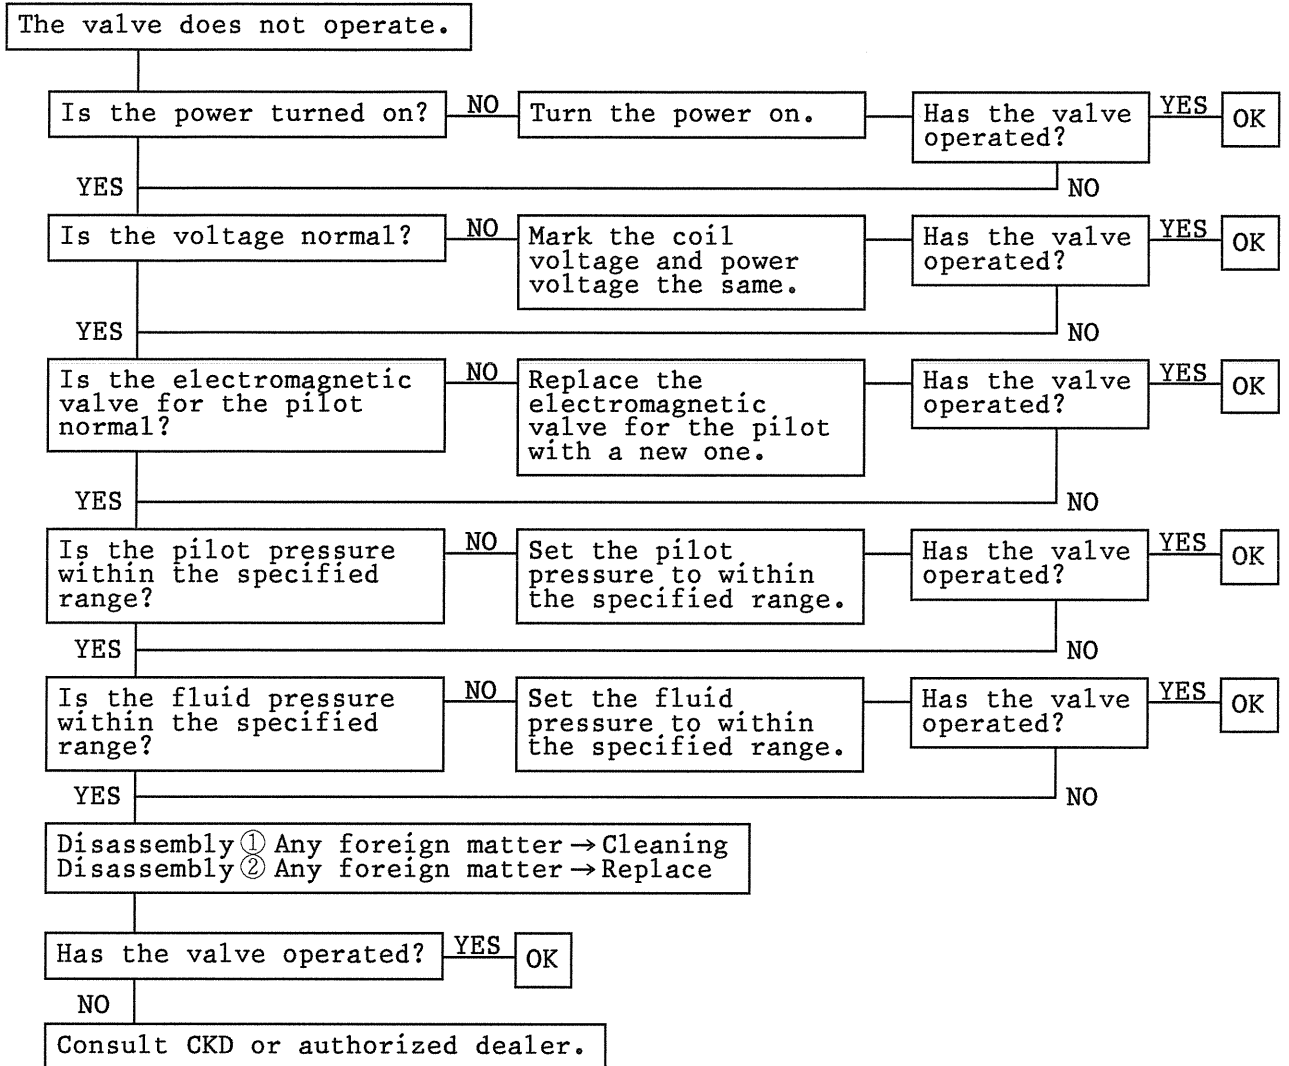 The valve does not operate.
Is the power turned on?
NO
Turn the power on.
Has the valve
operated?
YES
OK
YES
NO
Is the voltage normal?
NO
Mark the coil
voltage and power
voltage the same.
Has the valve
operated?
YES
OK
YES
NO
Is the electromagnetic
valve for the pilot
normal?
NO
Replace the
electromagnetic
valve for the pilot
with a new one.
Has the valve
operated?
YES
OK
YES
NO
Is the pilot pressure
within the specified
range?
NO
Set the pilot
pressure to within
the specified range.
Has the valve
operated?
YES
OK
YES
NO
Is the fluid pressure
within the specified
range?
NO
Set the fluid
pressure to within
the specified range.
Has the valve
operated?
YES
OK
YES
NO
Disassembly ① Any foreign matter → Cleaning
Disassembly ② Any foreign matter → Replace
Has the valve operated?
YES
OK
NO
Consult CKD or authorized dealer.